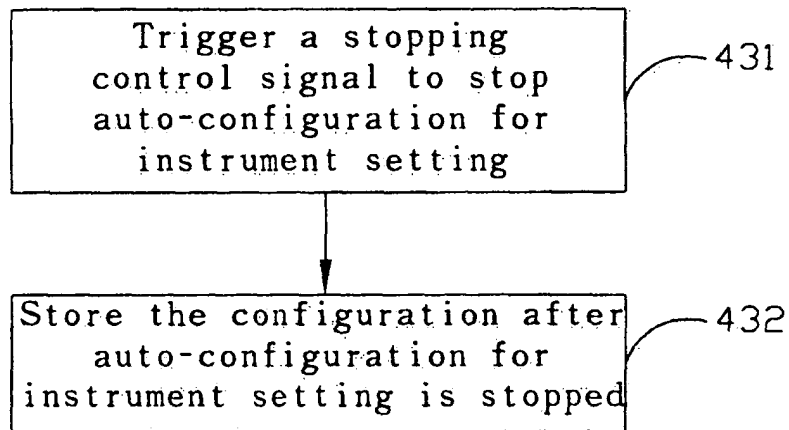 Trigger a stopping
control signal to stop
auto-configuration for
instrument setting
431
Store the configuration after
auto-configuration for
instrument setting is stopped
432